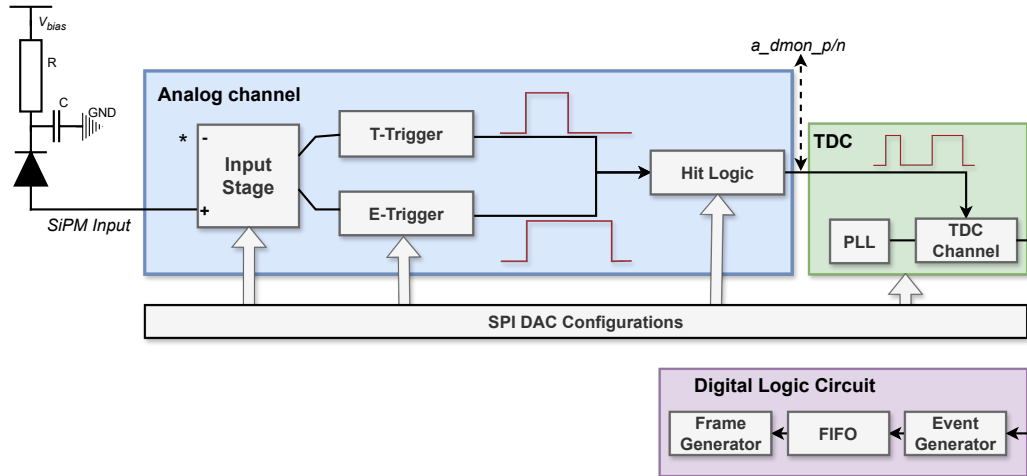 V_bias
R
C
GND
SiPM Input
Analog channel
*
-
+
Input
Stage
T-Trigger
E-Trigger
Hit Logic
a_dmon_p/n
TDC
PLL
TDC
Channel
SPI DAC Configurations
Digital Logic Circuit
Frame
Generator
FIFO
Event
Generator